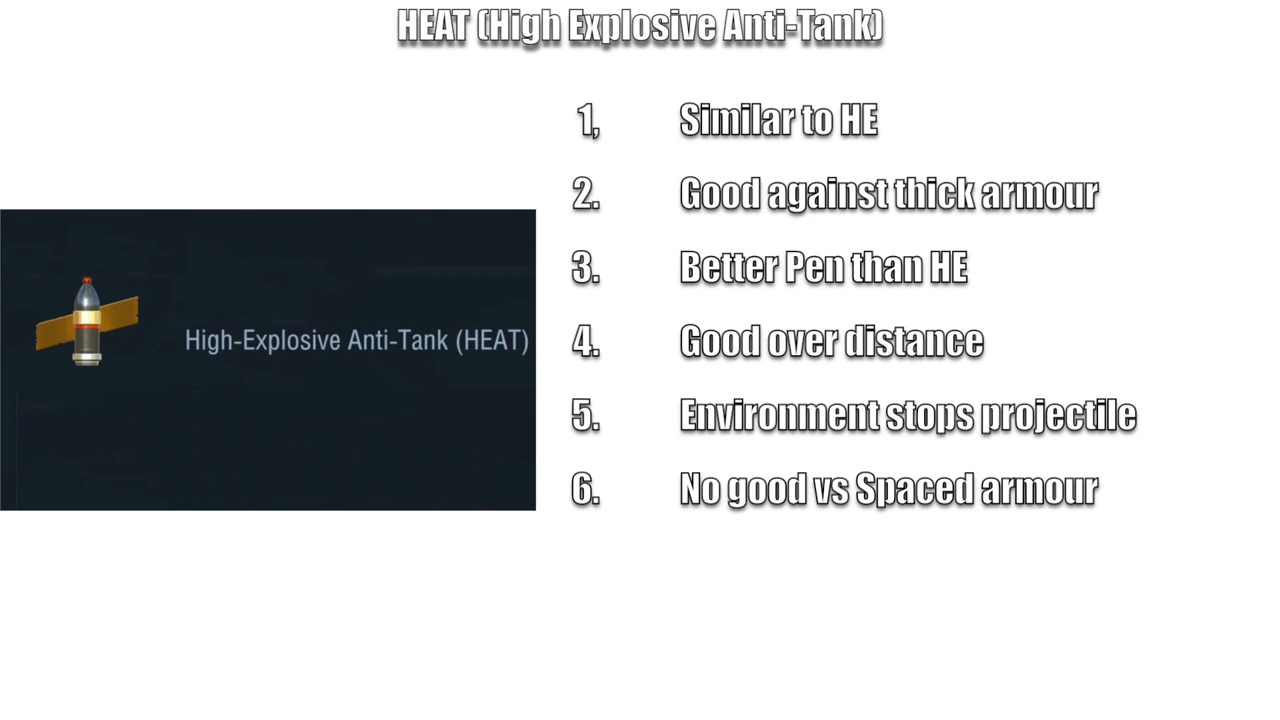 HEAT (High Explosive Anti-Tank)
1, Similar to HE
2. Good against thick armour
3. Better Pen than HE
High-Explosive Anti-Tank (HEAT)
4. Good over distance
5. Environment stops projectile
6. No good vs Spaced armour